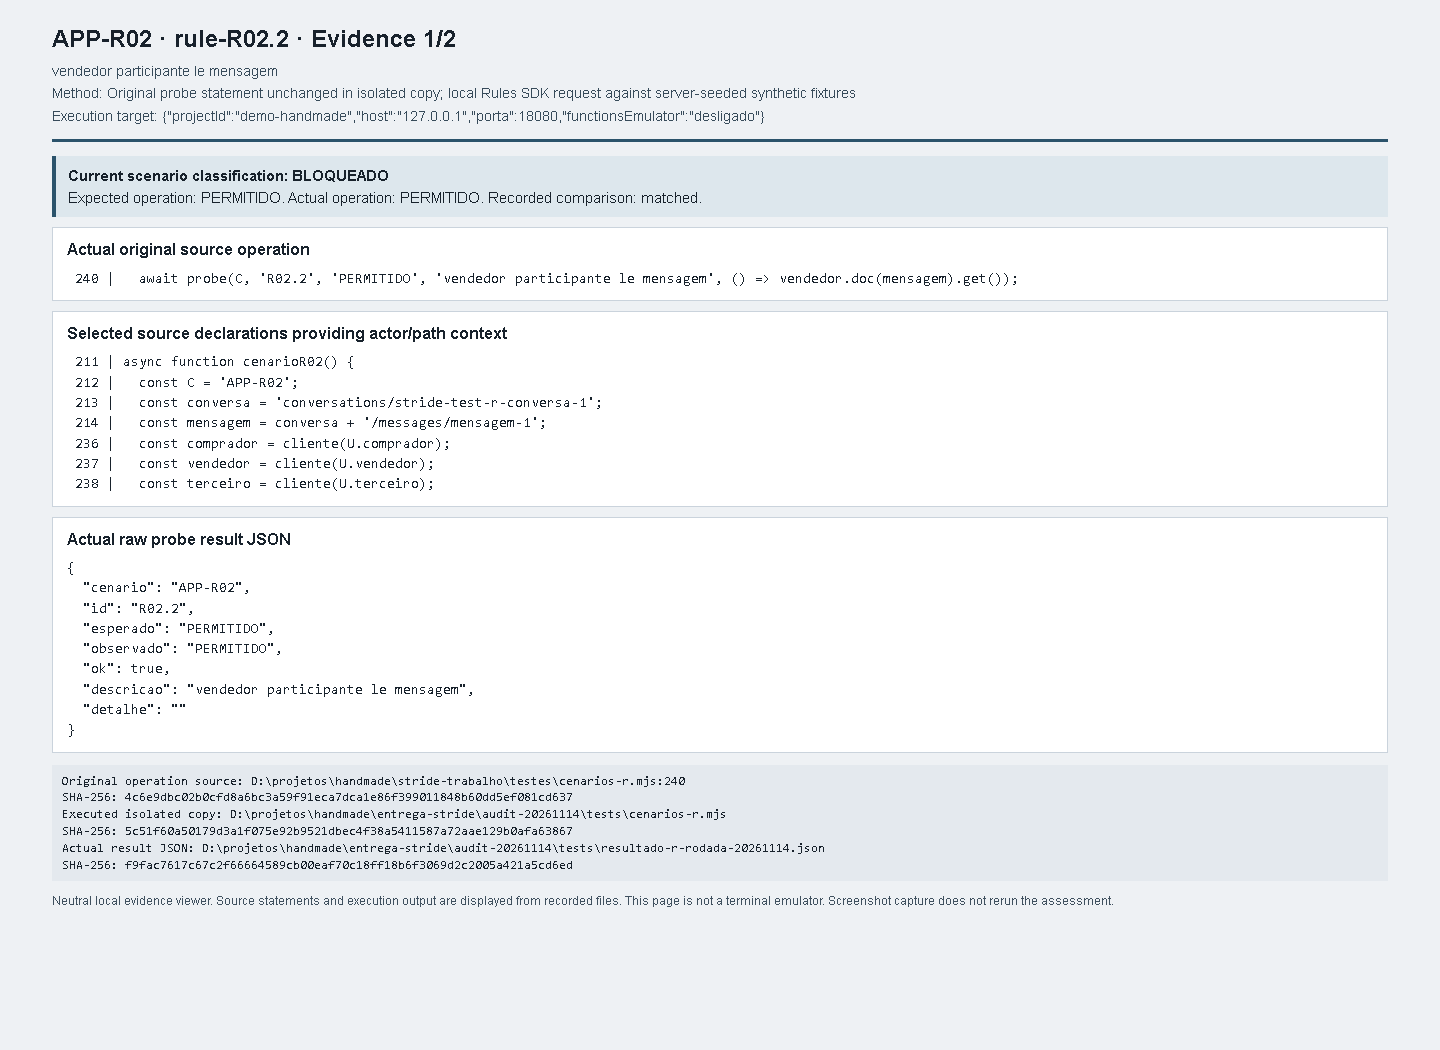 APP-R02 · rule-R02.2 · Evidence 1/2
vendedor participante le mensagem
Method: Original probe statement unchanged in isolated copy; local Rules SDK request against server-seeded synthetic fixtures
Execution target: {"projectId":"demo-handmade","host":"127.0.0.1","porta":18080,"functionsEmulator":"desligado"}
Current scenario classification: BLOQUEADO
Expected operation: PERMITIDO. Actual operation: PERMITIDO. Recorded comparison: matched.
Actual original source operation
240 |   await probe(C, 'R02.2', 'PERMITIDO', 'vendedor participante le mensagem', () => vendedor.doc(mensagem).get());
Selected source declarations providing actor/path context
211 | async function cenarioR02() {
212 |   const C = 'APP-R02';
213 |   const conversa = 'conversations/stride-test-r-conversa-1';
214 |   const mensagem = conversa + '/messages/mensagem-1';
236 |   const comprador = cliente(U.comprador);
237 |   const vendedor = cliente(U.vendedor);
238 |   const terceiro = cliente(U.terceiro);
Actual raw probe result JSON
{
  "cenario": "APP-R02",
  "id": "R02.2",
  "esperado": "PERMITIDO",
  "observado": "PERMITIDO",
  "ok": true,
  "descricao": "vendedor participante le mensagem",
  "detalhe": ""
}
Original operation source: D:\projetos\handmade\stride-trabalho\testes\cenarios-r.mjs:240
SHA-256: 4c6e9dbc02b0cfd8a6bc3a59f91eca7dca1e86f399011848b60dd5ef081cd637
Executed isolated copy: D:\projetos\handmade\entrega-stride\audit-20261114\tests\cenarios-r.mjs
SHA-256: 5c51f60a50179d3a1f075e92b9521dbec4f38a5411587a72aae129b0afa63867
Actual result JSON: D:\projetos\handmade\entrega-stride\audit-20261114\tests\resultado-r-rodada-20261114.json
SHA-256: f9fac7617c67c2f66664589cb00eaf70c18ff18b6f3069d2c2005a421a5cd6ed
Neutral local evidence viewer. Source statements and execution output are displayed from recorded files. This page is not a terminal emulator. Screenshot capture does not rerun the assessment.